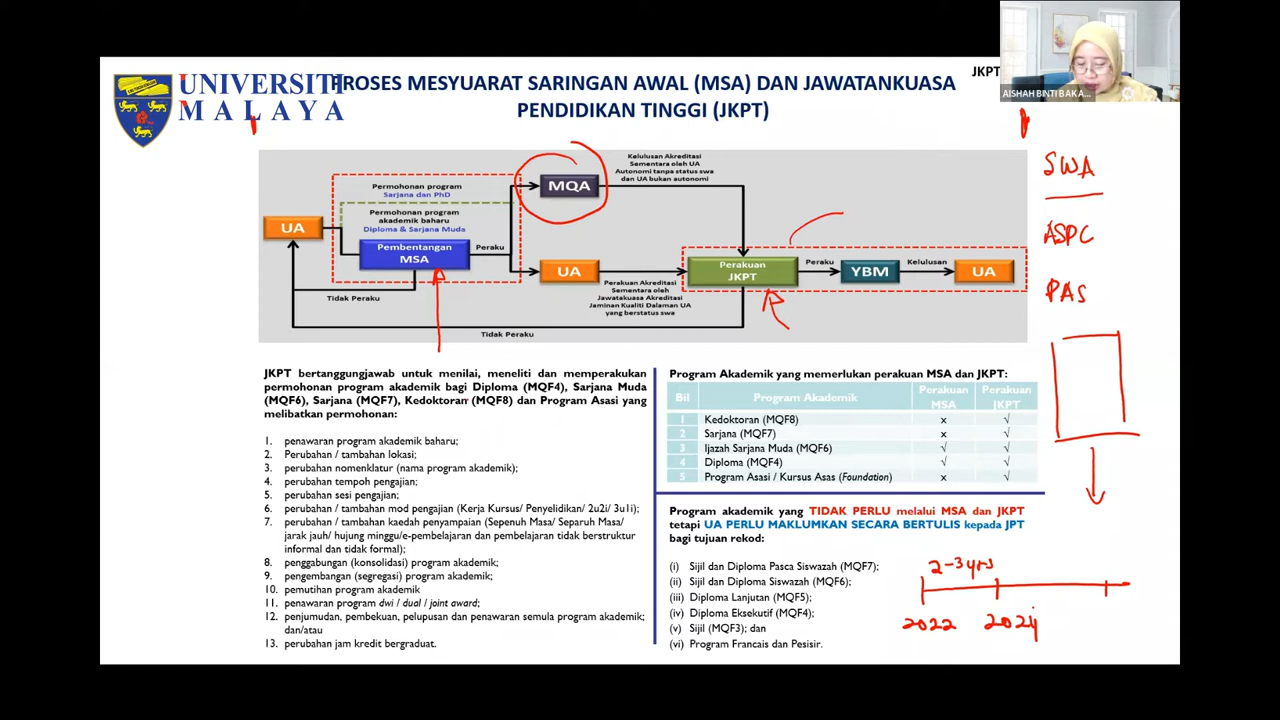 UNIVERSITI
MALAYA
PROSES MESYUARAT SARINGAN AWAL (MSA) DAN JAWATANKUASA
PENDIDIKAN TINGGI (JKPT)
JKPT
AISHAH BINTI BAKA...
UA
Permohonan program
Sarjana dan PhD
Permohonan program
akademik baharu
Diploma & Sarjana Muda
Pembentangan
MSA
Peraku
Tidak Peraku
MQA
Kelulusan Akreditasi
Sementara oleh UA
Autonomi tanpa status swa
dan UA bukan autonomi
UA
Perakuan Akreditasi
Sementara oleh
Jawatakuasa Akreditasi
Jaminan Kualiti Dalaman UA
yang berstatus swa
Perakuan
JKPT
Peraku
YBM
Kelulusan
UA
Tidak Peraku
SWA
ASPC
PAS
JKPT bertanggungjawab untuk menilai, meneliti dan memperakukan
permohonan program akademik bagi Diploma (MQF4), Sarjana Muda
(MQF6), Sarjana (MQF7), Kedoktoran (MQF8) dan Program Asasi yang
melibatkan permohonan:
1. penawaran program akademik baharu;
2. Perubahan / tambahan lokasi;
3. perubahan nomenklatur (nama program akademik);
4. perubahan tempoh pengajian;
5. perubahan sesi pengajian;
6. perubahan / tambahan mod pengajian (Kerja Kursus/ Penyelidikan/ 2u2i/ 3u1i);
7. perubahan / tambahan kaedah penyampaian (Sepenuh Masa/ Separuh Masa/
jarak jauh/ hujung minggu/e-pembelajaran dan pembelajaran tidak berstruktur
informal dan tidak formal);
8. penggabungan (konsolidasi) program akademik;
9. pengembangan (segregasi) program akademik;
10. pemutihan program akademik
11. penawaran program dwi / dual / joint award;
12. penjumudan, pembekuan, pelupusan dan penawaran semula program akademik;
dan/atau
13. perubahan jam kredit bergraduat.
Program Akademik yang memerlukan perakuan MSA dan JKPT:
Bil Program Akademik Perakuan MSA Perakuan JKPT
1 Kedoktoran (MQF8) x √
2 Sarjana (MQF7) x √
3 Ijazah Sarjana Muda (MQF6) √ √
4 Diploma (MQF4) √ √
5 Program Asasi / Kursus Asas (Foundation) x √
Program akademik yang TIDAK PERLU melalui MSA dan JKPT
tetapi UA PERLU MAKLUMKAN SECARA BERTULIS kepada JPT
bagi tujuan rekod:
(i) Sijil dan Diploma Pasca Siswazah (MQF7);
(ii) Sijil dan Diploma Siswazah (MQF6);
(iii) Diploma Lanjutan (MQF5);
(iv) Diploma Eksekutif (MQF4);
(v) Sijil (MQF3); dan
(vi) Program Francais dan Pesisir.
2-3yrs
2022 2024